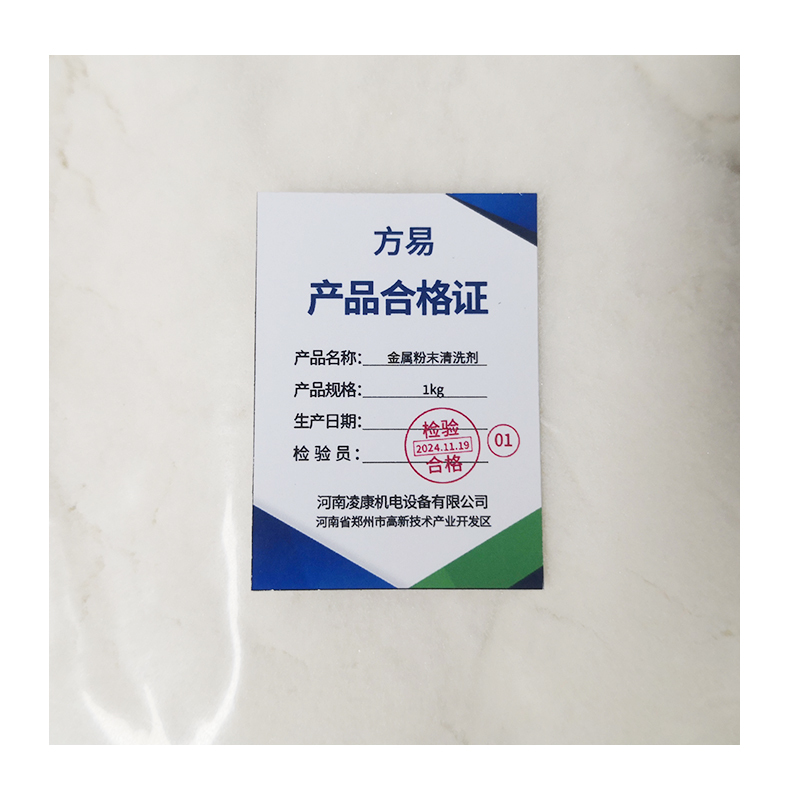 方易
产品合格证
产品名称： 金属粉末清洗剂
产品规格： 1kg
生产日期：
检验员：
检验
2024.11.19
合格
01
河南凌康机电设备有限公司
河南省郑州市高新技术产业开发区